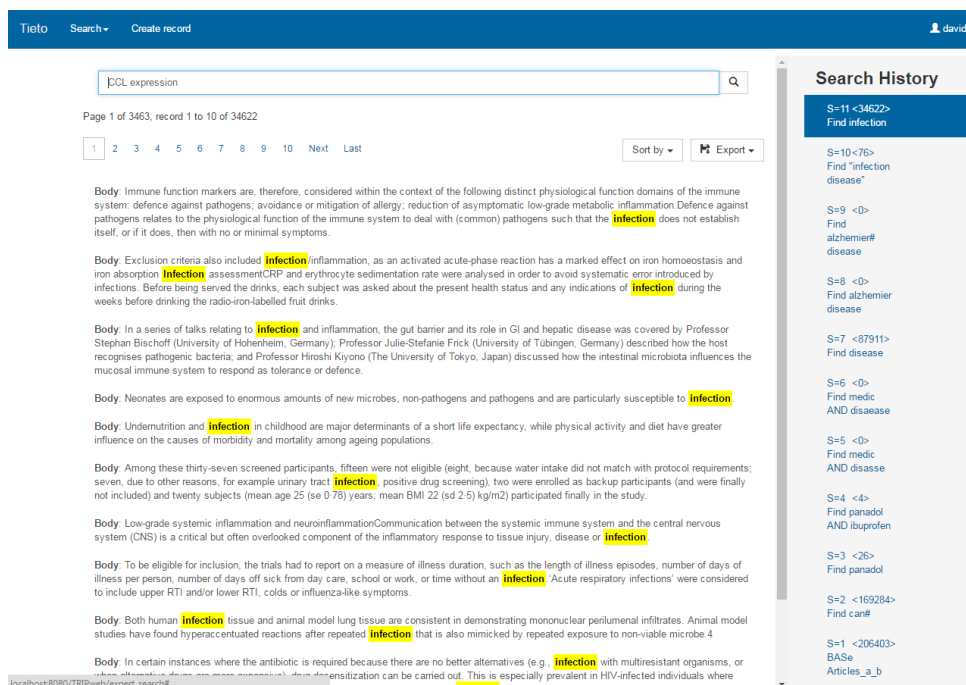 Tieto Search Create record david
CCL expression
Page 1 of 3463, record 1 to 10 of 34622
1 2 3 4 5 6 7 8 9 10 Next Last
Sort by Export
Body: Immune function markers are, therefore, considered within the context of the following distinct physiological function domains of the immune
system: defence against pathogens; avoidance or mitigation of allergy; reduction of asymptomatic low-grade metabolic inflammation.Defence against
pathogens relates to the physiological function of the immune system to deal with (common) pathogens such that the infection does not establish
itself, or if it does, then with no or minimal symptoms.
Body: Exclusion criteria also included infection/inflammation, as an activated acute-phase reaction has a marked effect on iron homoeostasis and
iron absorption Infection assessmentCRP and erythrocyte sedimentation rate were analysed in order to avoid systematic error introduced by
infections. Before being served the drinks, each subject was asked about the present health status and any indications of infection during the
weeks before drinking the radio-iron-labelled fruit drinks.
Body: In a series of talks relating to infection and inflammation, the gut barrier and its role in GI and hepatic disease was covered by Professor
Stephan Bischoff (University of Hohenheim, Germany); Professor Julie-Stefanie Frick (University of Tübingen, Germany) described how the host
recognises pathogenic bacteria; and Professor Hiroshi Kiyono (The University of Tokyo, Japan) discussed how the intestinal microbiota influences the
mucosal immune system to respond as tolerance or defence.
Body: Neonates are exposed to enormous amounts of new microbes, non-pathogens and pathogens and are particularly susceptible to infection.
Body: Undernutrition and infection in childhood are major determinants of a short life expectancy, while physical activity and diet have greater
influence on the causes of morbidity and mortality among ageing populations.
Body: Among these thirty-seven screened participants, fifteen were not eligible (eight, because water intake did not match with protocol requirements;
seven, due to other reasons, for example urinary tract infection, positive drug screening), two were enrolled as backup participants (and were finally
not included) and twenty subjects (mean age 25 (se 0·78) years; mean BMI 22 (sd 2·5) kg/m2) participated finally in the study.
Body: Low-grade systemic inflammation and neuroinflammationCommunication between the systemic immune system and the central nervous
system (CNS) is a critical but often overlooked component of the inflammatory response to tissue injury, disease or infection.
Body: To be eligible for inclusion, the trials had to report on a measure of illness duration, such as the length of illness episodes, number of days of
illness per person, number of days off sick from day care, school or work, or time without an infection.'Acute respiratory infections' were considered
to include upper RTI and/or lower RTI, colds or influenza-like symptoms.
Body: Both human infection tissue and animal model lung tissue are consistent in demonstrating mononuclear perilumenal infiltrates. Animal model
studies have found hyperaccentuated reactions after repeated infection that is also mimicked by repeated exposure to non-viable microbe.4
Body: In certain instances where the antibiotic is required because there are no better alternatives (e.g., infection with multiresistant organisms, or
when alternative drugs are more expensive), drug desensitization can be carried out. This is especially prevalent in HIV-infected individuals where
localhost:8080/TRIPweb/expert_search#
Search History
S=11 <34622>
Find infection
S=10<76>
Find "infection
disease"
S=9 <0>
Find
alzhemier#
disease
S=8 <0>
Find alzhemier
disease
S=7 <87911>
Find disease
S=6 <0>
Find medic
AND disaease
S=5 <0>
Find medic
AND disasse
S=4 <4>
Find panadol
AND ibuprofen
S=3 <26>
Find panadol
S=2 <169284>
Find can#
S=1 <206403>
BASe
Articles_a_b